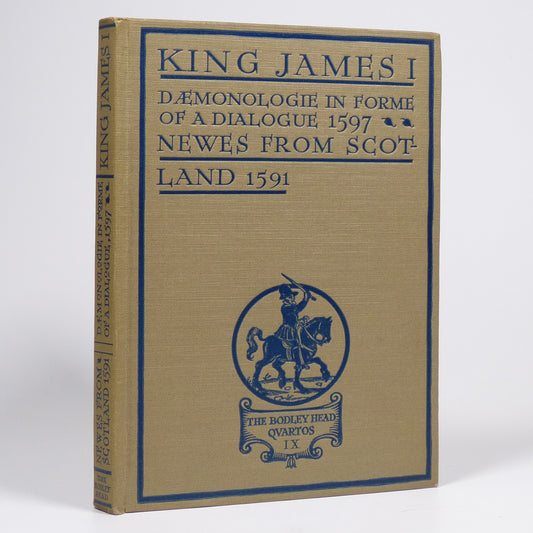 KING JAMES I
DÆMONOLOGIE IN FORME
OF A DIALOGUE 1597
NEWES FROM SCOT-
LAND 1591
THE BODLEY HEAD
QVARTOS
IX
KING JAMES I
DÆMONOLOGIE, IN FORME
OF A DIALOGUE, 1597
NEWES FROM
SCOTLAND 1591
THE
BODLEY
HEAD